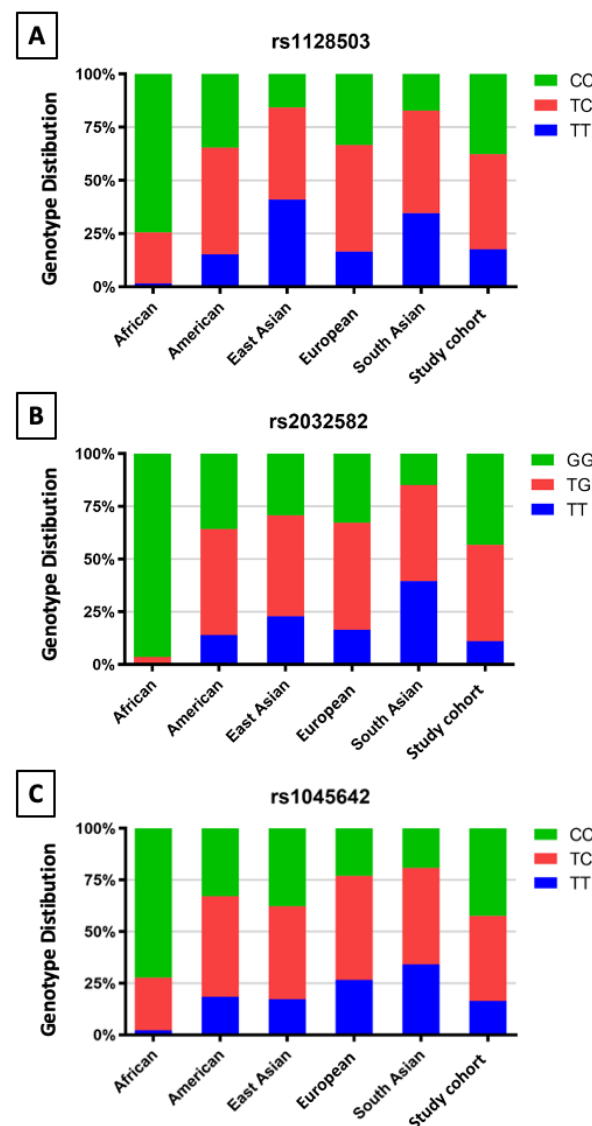 A
rs1128503
Genotype Distibution
100%
75%
50%
25%
0%
African
American
East Asian
European
South Asian
Study cohort
CC
TC
TT
B
rs2032582
Genotype Distibution
100%
75%
50%
25%
0%
African
American
East Asian
European
South Asian
Study cohort
GG
TG
TT
C
rs1045642
Genotype Distibution
100%
75%
50%
25%
0%
African
American
East Asian
European
South Asian
Study cohort
CC
TC
TT